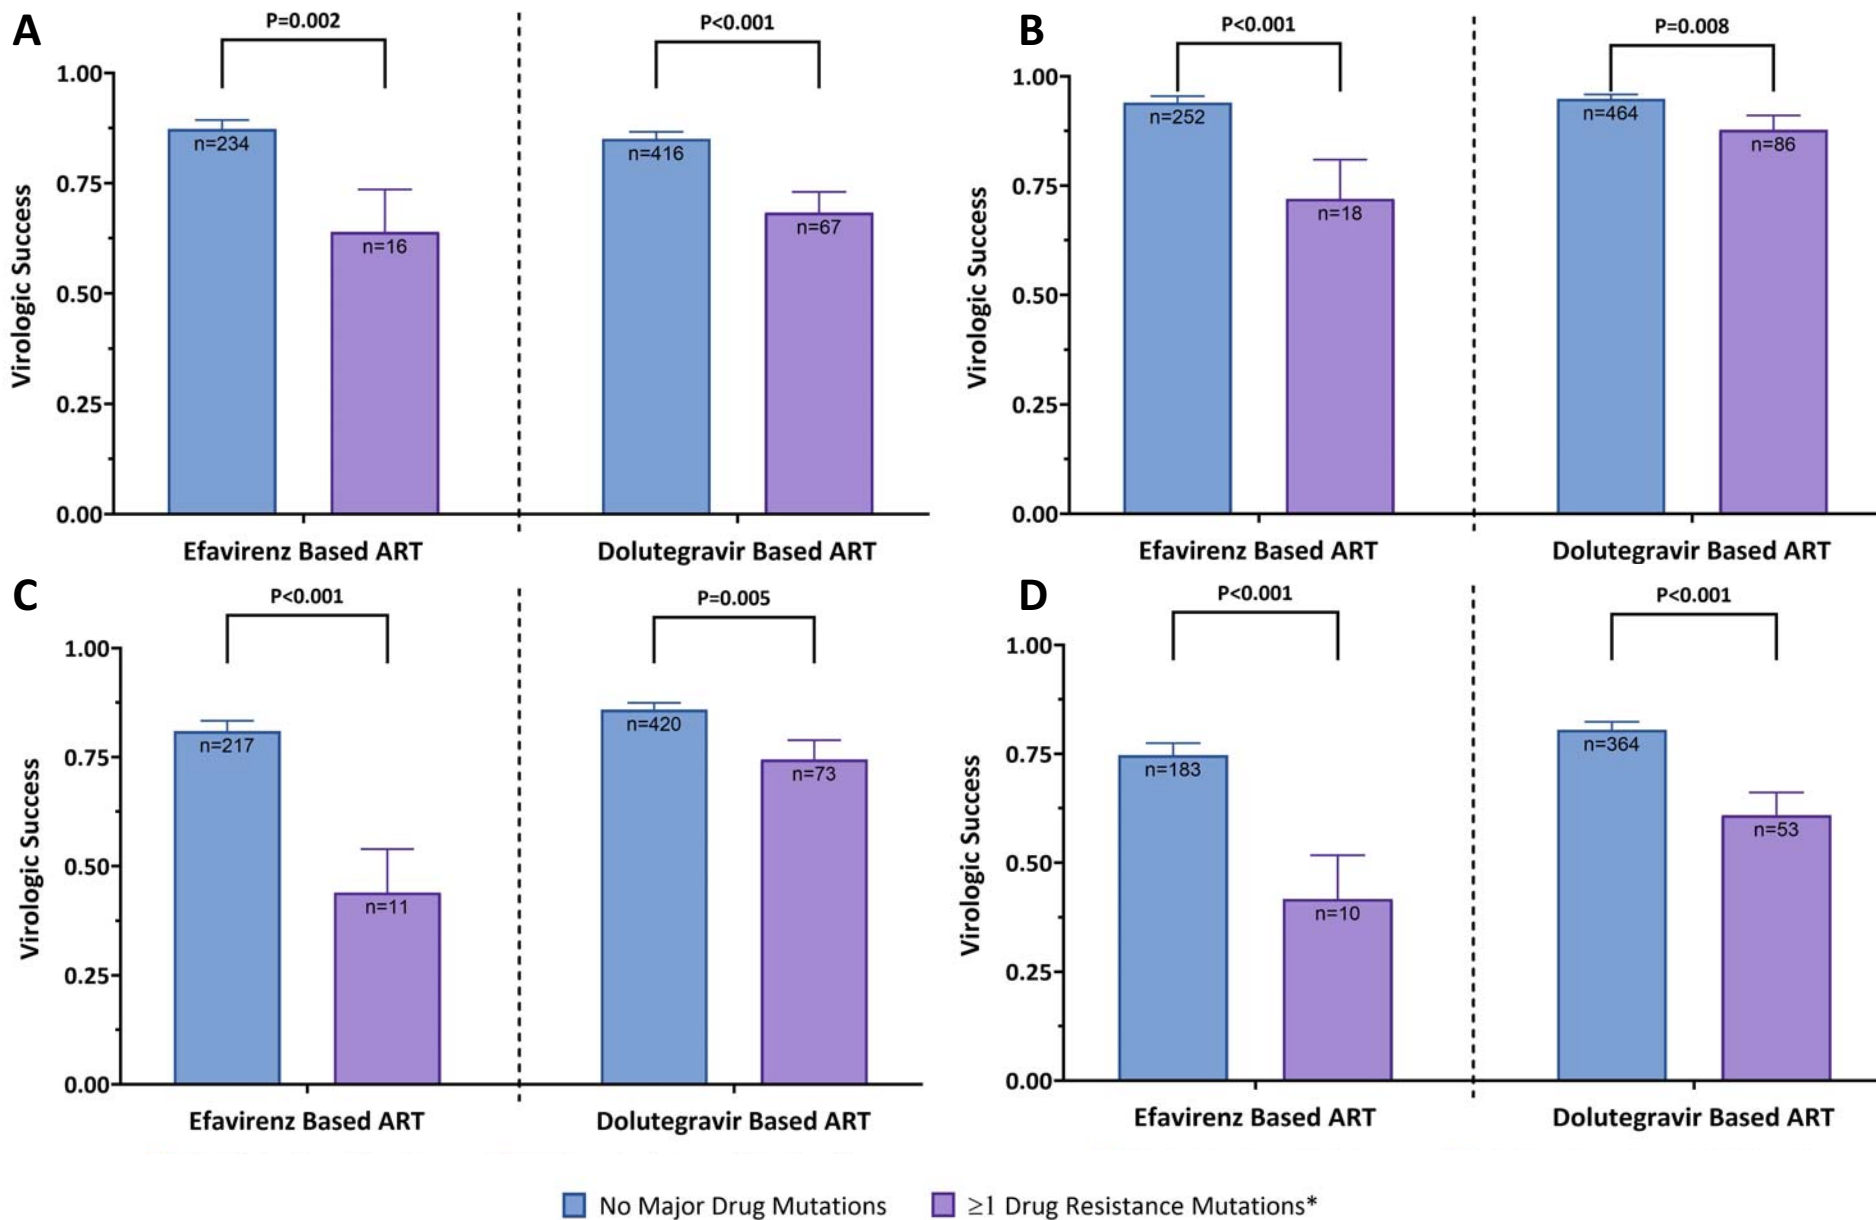 A
P=0.002
P<0.001
1.00
0.75
0.50
0.25
0.00
Virologic Success
n=234
n=16
n=416
n=67
Efavirenz Based ART
Dolutegravir Based ART
B
P<0.001
P=0.008
1.00
0.75
0.50
0.25
0.00
Virologic Success
n=252
n=18
n=464
n=86
Efavirenz Based ART
Dolutegravir Based ART
C
P<0.001
P=0.005
1.00
0.75
0.50
0.25
0.00
Virologic Success
n=217
n=11
n=420
n=73
Efavirenz Based ART
Dolutegravir Based ART
D
P<0.001
P<0.001
1.00
0.75
0.50
0.25
0.00
Virologic Success
n=183
n=10
n=364
n=53
Efavirenz Based ART
Dolutegravir Based ART
No Major Drug Mutations
≥1 Drug Resistance Mutations*